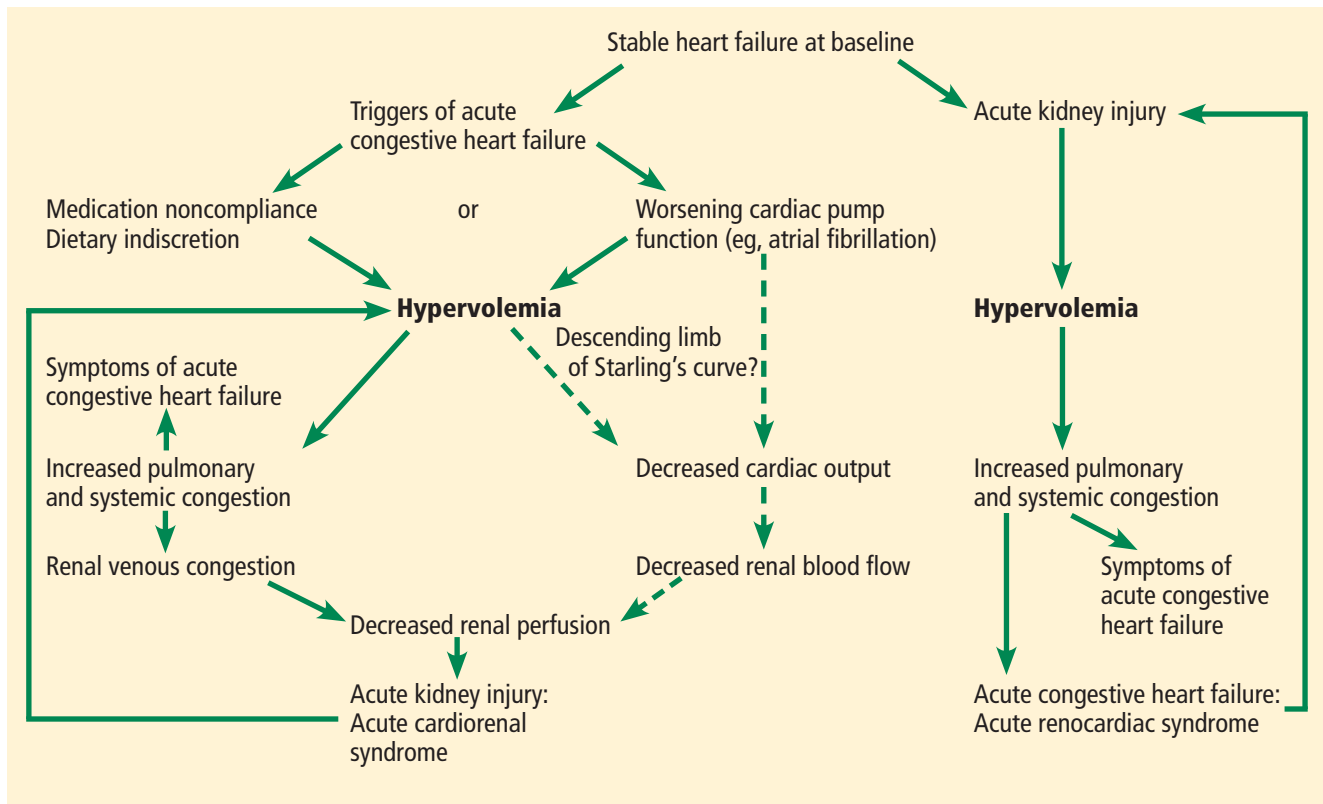 Stable heart failure at baseline
Triggers of acute
congestive heart failure
Acute kidney injury
Medication noncompliance
Dietary indiscretion
or
Worsening cardiac pump
function (eg, atrial fibrillation)
Hypervolemia
Hypervolemia
Descending limb
of Starling's curve?
Symptoms of acute
congestive heart failure
Increased pulmonary
and systemic congestion
Decreased cardiac output
Increased pulmonary
and systemic congestion
Renal venous congestion
Decreased renal blood flow
Symptoms of
acute congestive
heart failure
Decreased renal perfusion
Acute kidney injury:
Acute cardiorenal
syndrome
Acute congestive heart failure:
Acute renocardiac syndrome